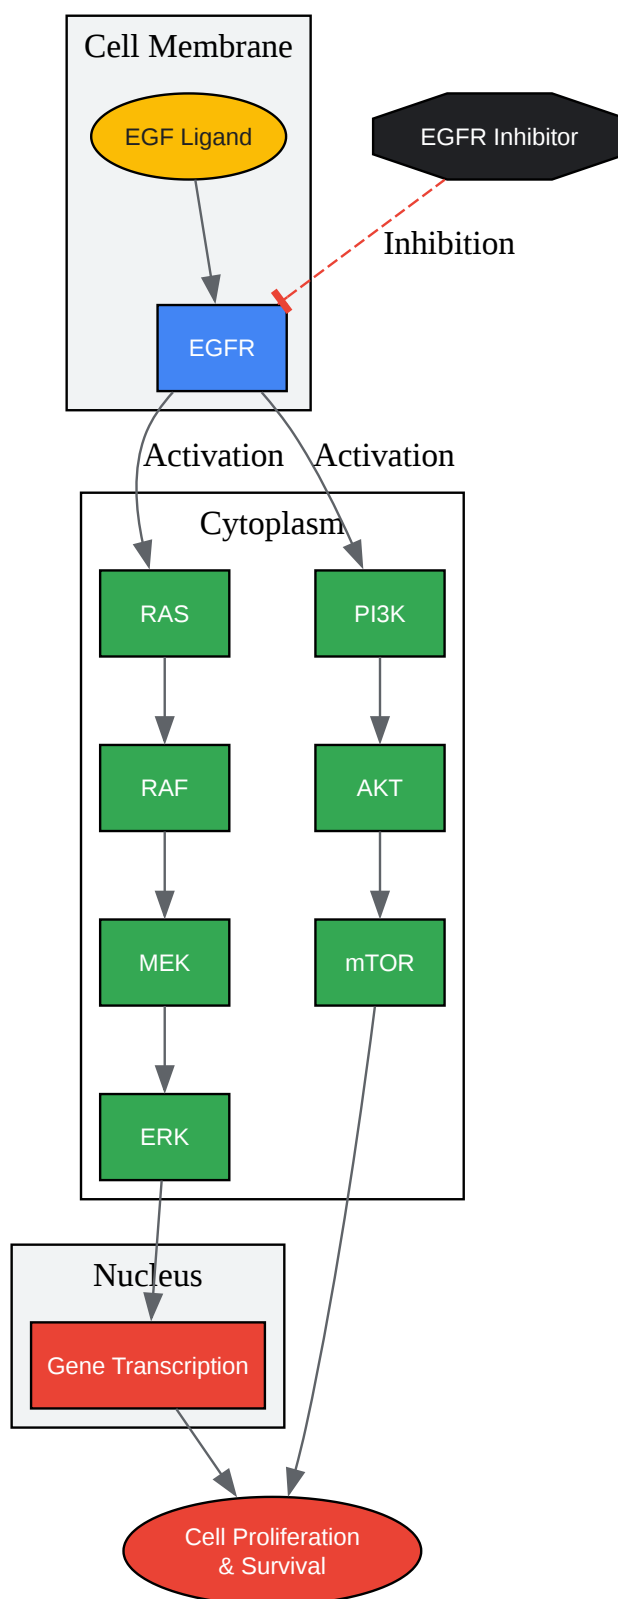 Cell Membrane
EGF Ligand
EGFR Inhibitor
Inhibition
EGFR
Activation
Activation
Cytoplasm
RAS
PI3K
RAF
AKT
MEK
mTOR
ERK
Nucleus
Gene Transcription
Cell Proliferation
& Survival